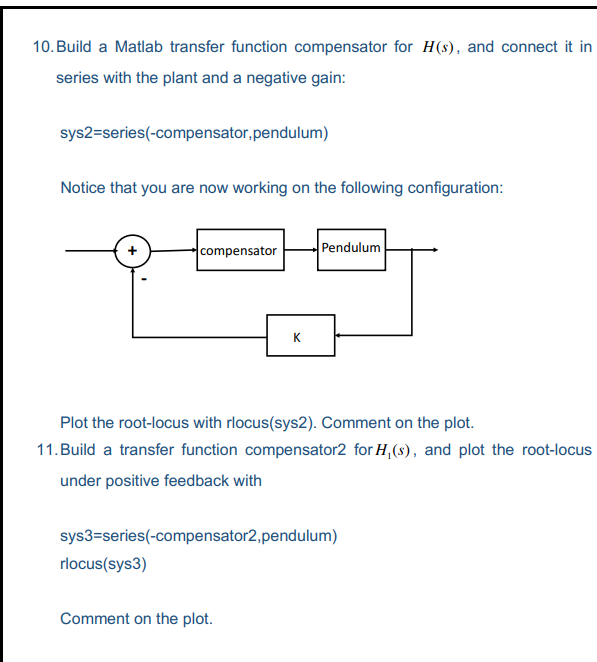 10. Build a Matlab transfer function compensator for H(s), and connect it in
series with the plant and a negative gain:
sys2=series(-compensator,pendulum)
Notice that you are now working on the following configuration:
+
compensator
Pendulum
-
K
Plot the root-locus with rlocus(sys2). Comment on the plot.
11. Build a transfer function compensator2 for H₁(s), and plot the root-locus
under positive feedback with
sys3=series(-compensator2,pendulum)
rlocus(sys3)
Comment on the plot.